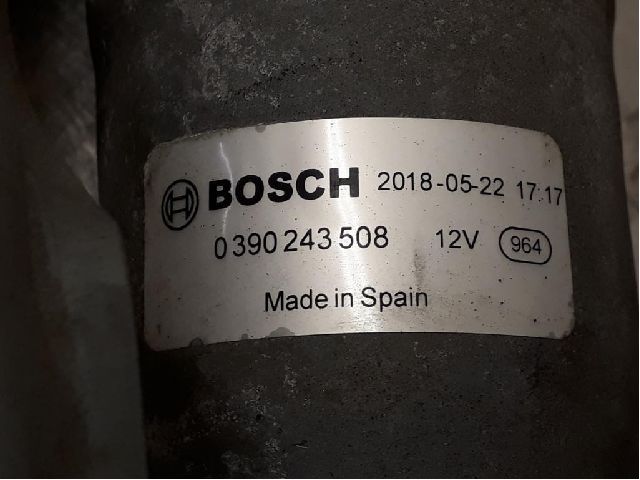 BOSCH 2018-05-22 17:17
0 390 243 508 12V 964
Made in Spain